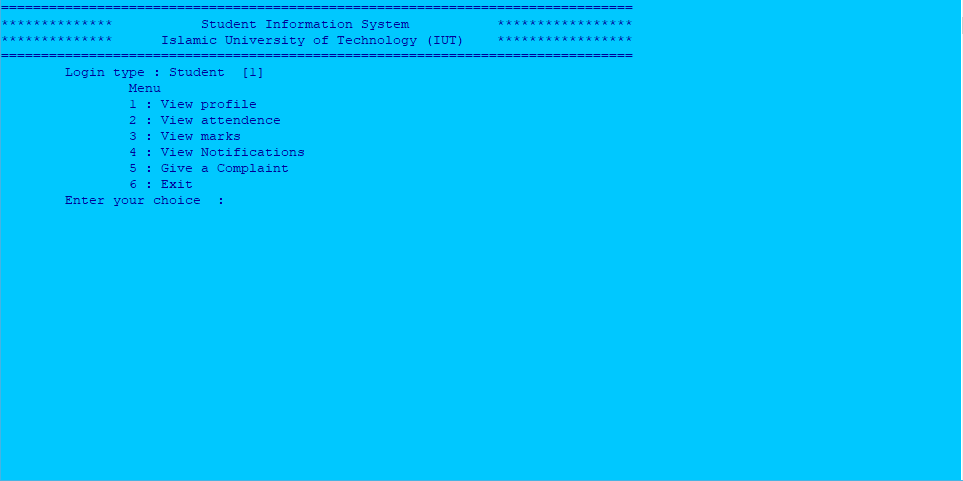 ===============================================================================
************** Student Information System *****************
************** Islamic University of Technology (IUT) *****************
===============================================================================
Login type : Student [1]
Menu
1 : View profile
2 : View attendence
3 : View marks
4 : View Notifications
5 : Give a Complaint
6 : Exit
Enter your choice :